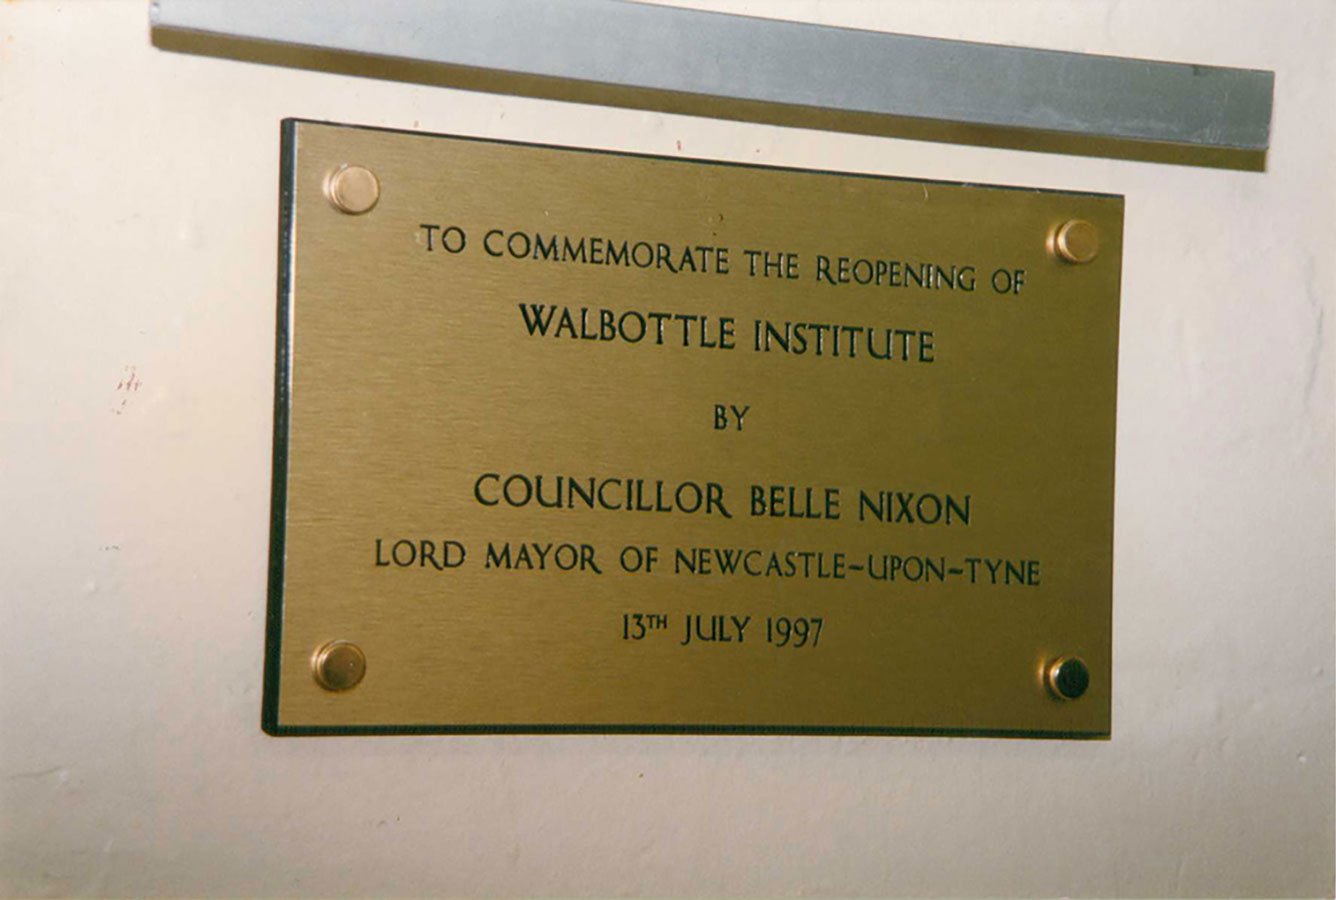 TO COMMEMORATE THE REOPENING OF
WALBOTTLE INSTITUTE
BY
COUNCILLOR BELLE NIXON
LORD MAYOR OF NEWCASTLE-UPON-TYNE
13TH JULY 1997